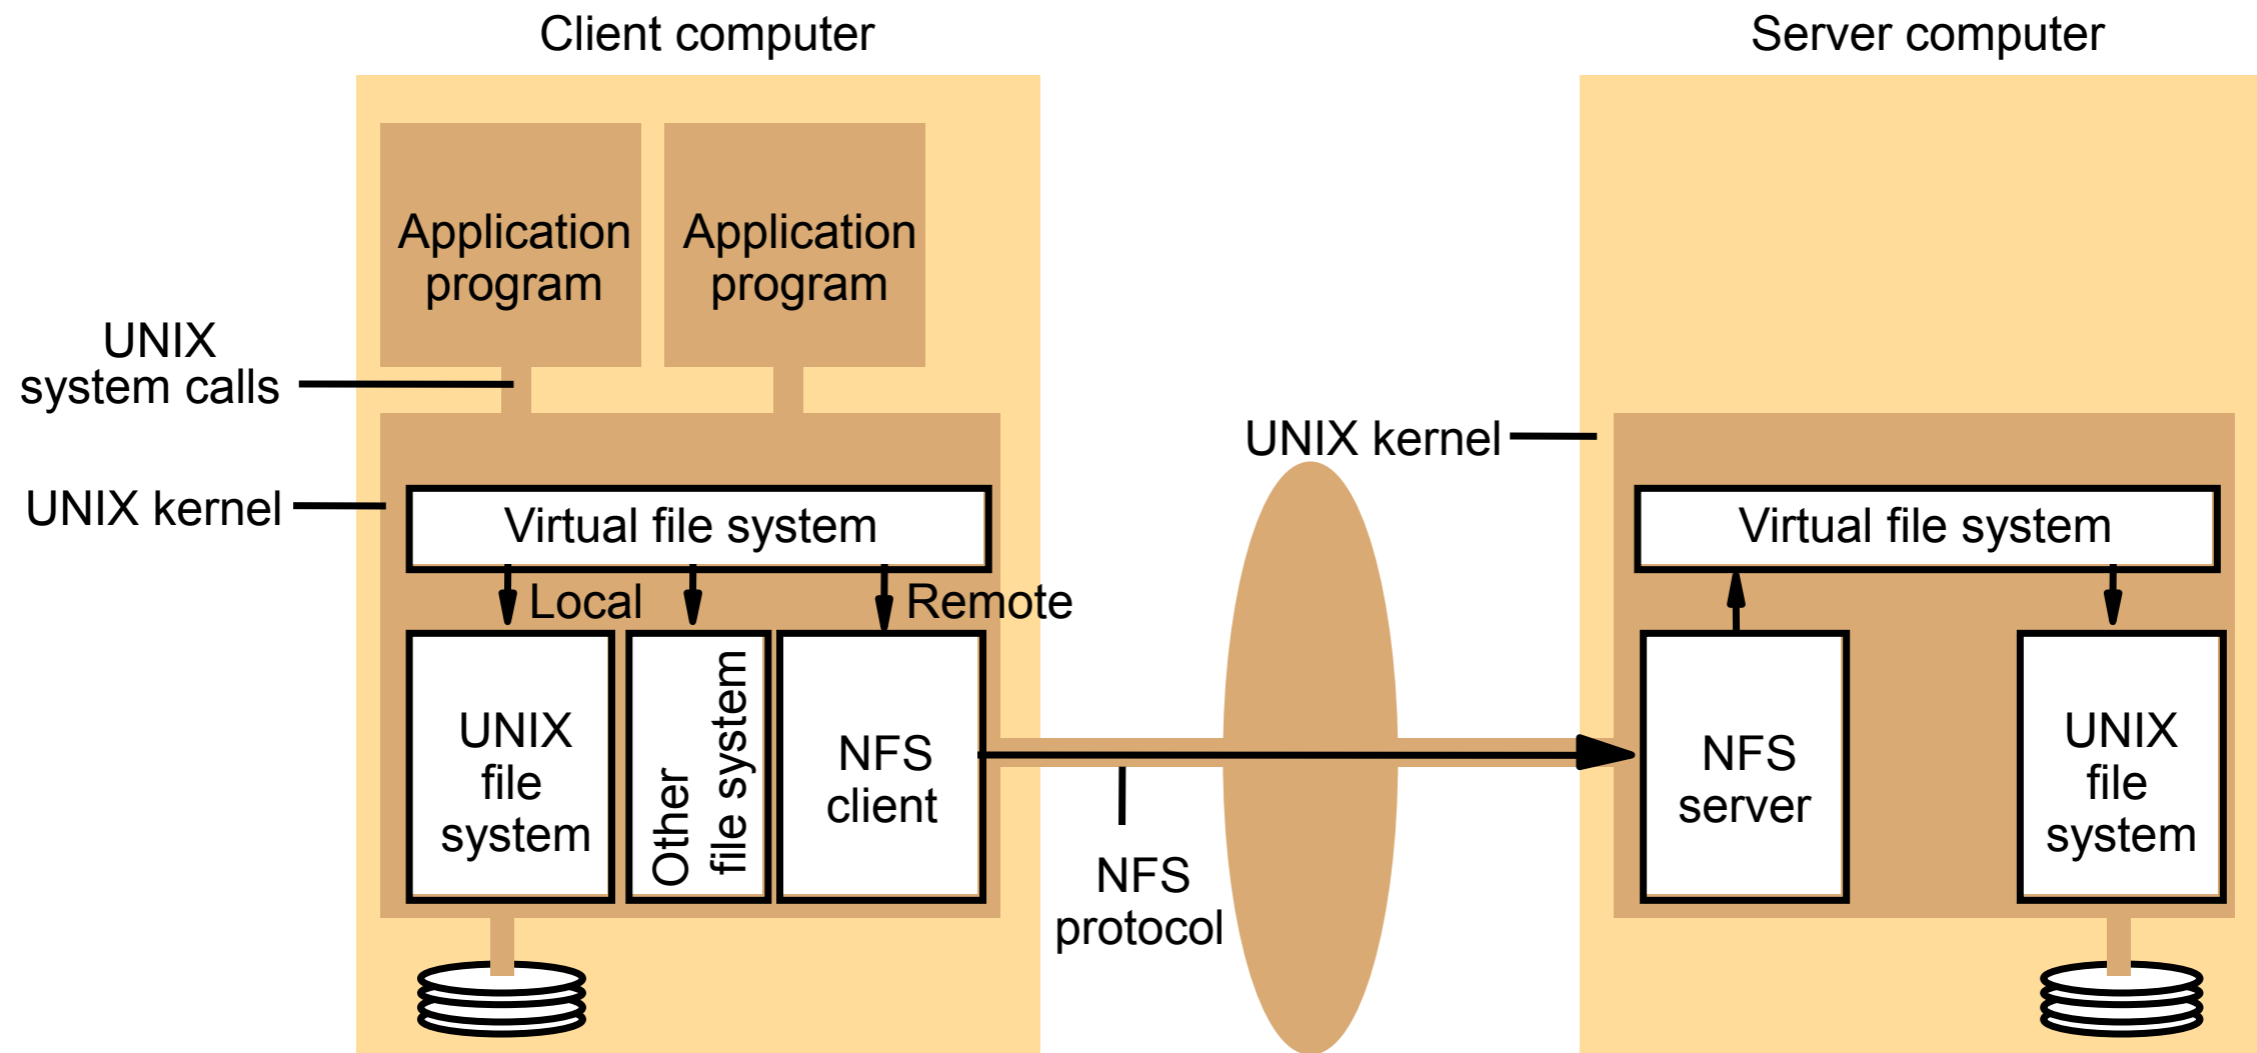 Client computer
Server computer
Application
program
Application
program
UNIX
system calls
UNIX kernel
Virtual file system
Local
Remote
UNIX
file
system
Other
file system
NFS
client
NFS
protocol
UNIX kernel
Virtual file system
NFS
server
UNIX
file
system